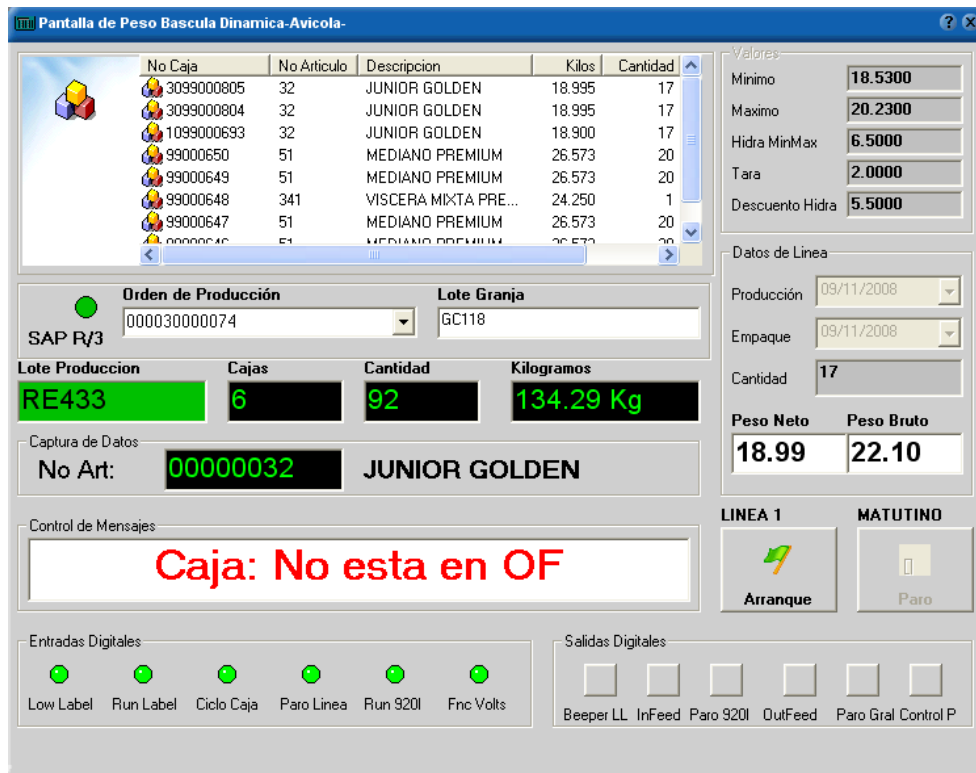 Pantalla de Peso Bascula Dinamica-Avicola-
No Caja No Articulo Descripcion Kilos Cantidad
3099000805 32 JUNIOR GOLDEN 18.995 17
3099000804 32 JUNIOR GOLDEN 18.995 17
1099000693 32 JUNIOR GOLDEN 18.900 17
99000650 51 MEDIANO PREMIUM 26.573 20
99000649 51 MEDIANO PREMIUM 26.573 20
99000648 341 VISCERA MIXTA PRE... 24.250 1
99000647 51 MEDIANO PREMIUM 26.573 20
99000646 51 MEDIANO PREMIUM 26.573 20
Valores
Minimo 18.5300
Maximo 20.2300
Hidra MinMax 6.5000
Tara 2.0000
Descuento Hidra 5.5000
SAP R/3
Orden de Producción Lote Granja
000030000074 GC118
Datos de Linea
Producción 09/11/2008
Empaque 09/11/2008
Cantidad 17
Peso Neto Peso Bruto
18.99 22.10
Lote Produccion Cajas Cantidad Kilogramos
RE433 6 92 134.29 Kg
Captura de Datos
No Art: 00000032 JUNIOR GOLDEN
Control de Mensajes
Caja: No esta en OF
LINEA 1 MATUTINO
Arranque Paro
Entradas Digitales
Low Label Run Label Ciclo Caja Paro Linea Run 920I Fnc Volts
Salidas Digitales
Beeper LL InFeed Paro 920I OutFeed Paro Gral Control P